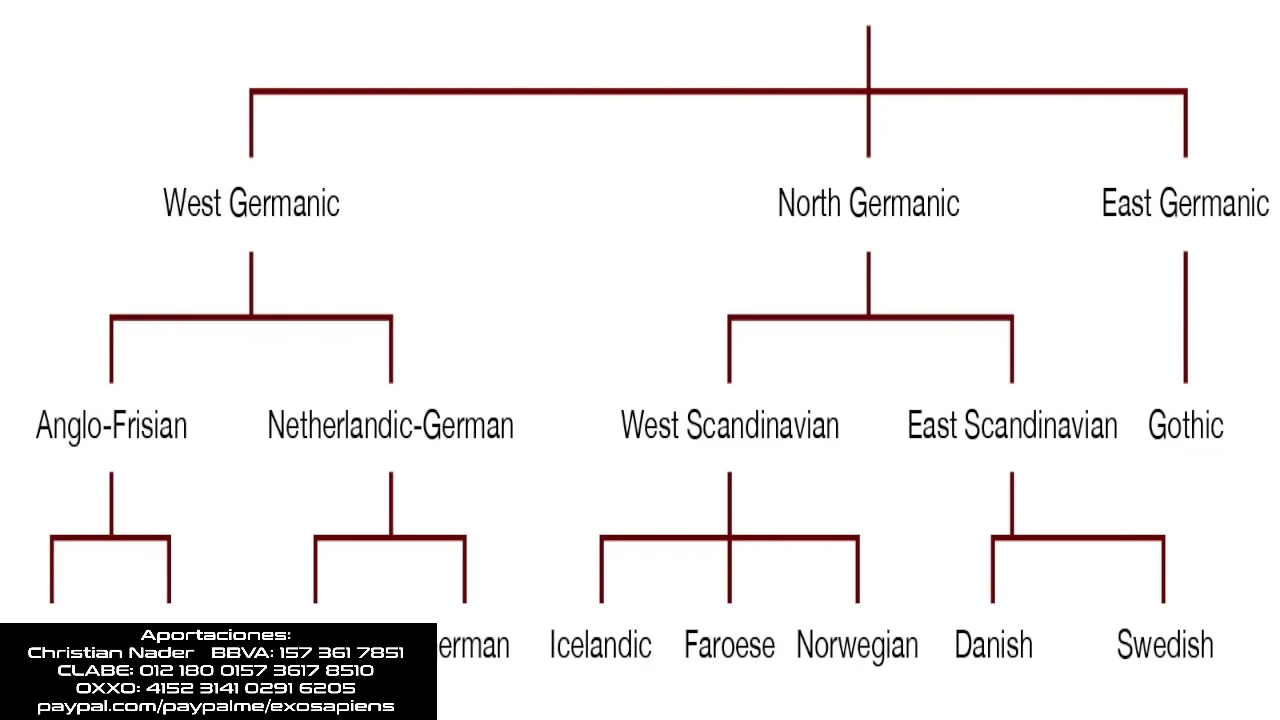 West Germanic North Germanic East Germanic
Anglo-Frisian Netherlandic-German West Scandinavian East Scandinavian Gothic
erman Icelandic Faroese Norwegian Danish Swedish
Aportaciones:
Christian Nader BBVA: 157 361 7851
CLABE: 012 180 0157 3617 8510
OXXO: 4152 3141 0291 6205
paypal.com/paypalme/exosapiens